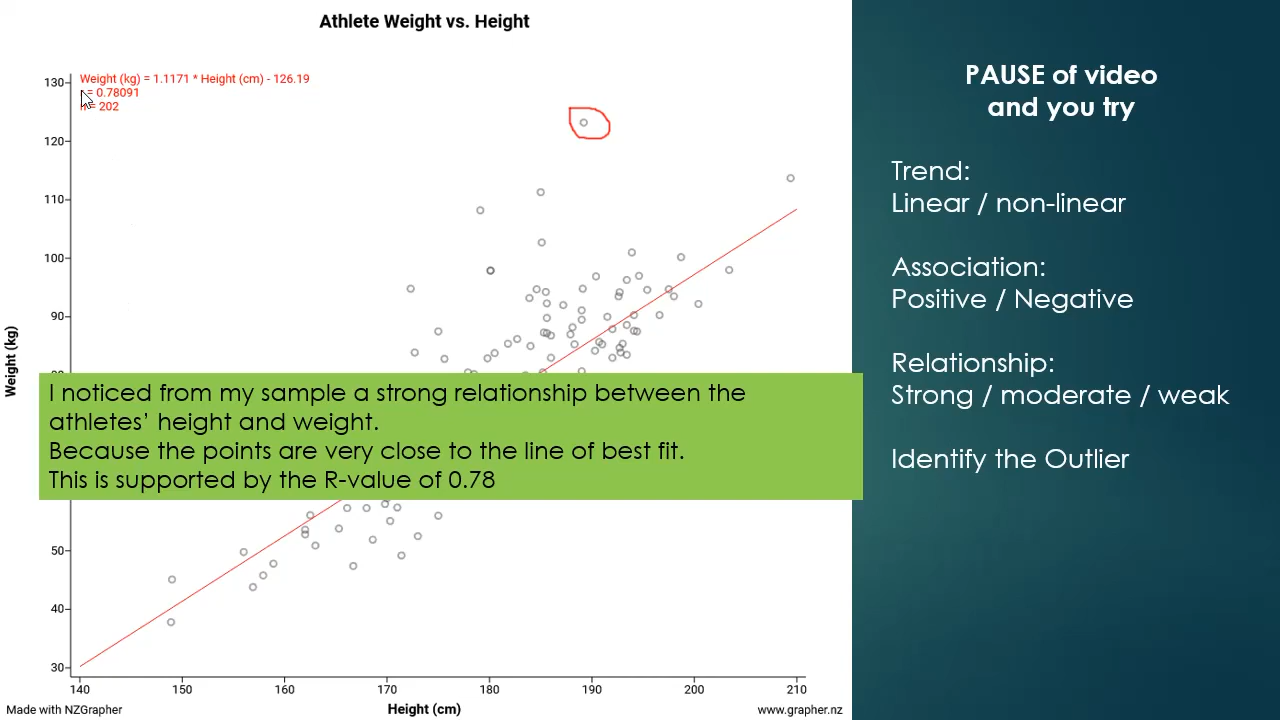 Athlete Weight vs. Height
Weight (kg) = 1.1171 * Height (cm) - 126.19
= 0.78091
= 202
130
120
110
100
90
50
40
30
Weight (kg)
140 150 160 170 180 190 200 210
Height (cm)
Made with NZGrapher
www.grapher.nz
I noticed from my sample a strong relationship between the
athletes’ height and weight.
Because the points are very close to the line of best fit.
This is supported by the R-value of 0.78
PAUSE of video
and you try
Trend:
Linear / non-linear
Association:
Positive / Negative
Relationship:
Strong / moderate / weak
Identify the Outlier